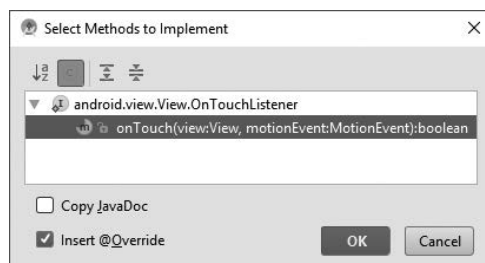 Select Methods to Implement
android.view.View.OnTouchListener
onTouch(view:View, motionEvent:MotionEvent):boolean
Copy JavaDoc
Insert @Override
OK
Cancel